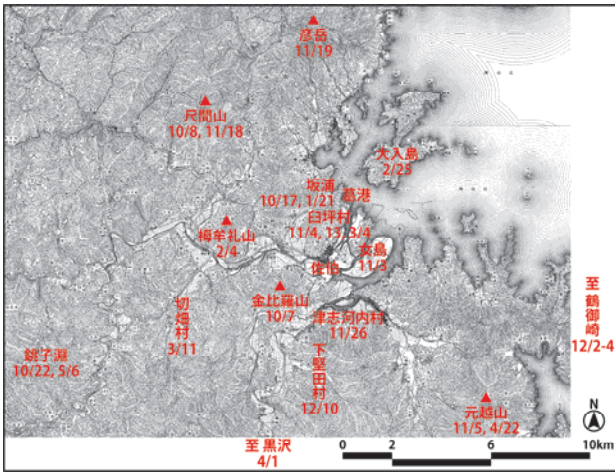 彦岳
11/19
尺間山
10/8, 11/18
大入島
2/25
坂浦
10/17, 1/21
葛港
臼坪村
11/4, 13, 3/4
栂牟礼山
2/4
女島
11/3
佐伯
金比羅山
10/7
切畑村
3/11
津志河内村
11/26
至 鶴御崎
12/2-4
銚子淵
10/22, 5/6
下堅田村
12/10
元越山
11/5, 4/22
N
至 黒沢
4/1
0 2 6 10km